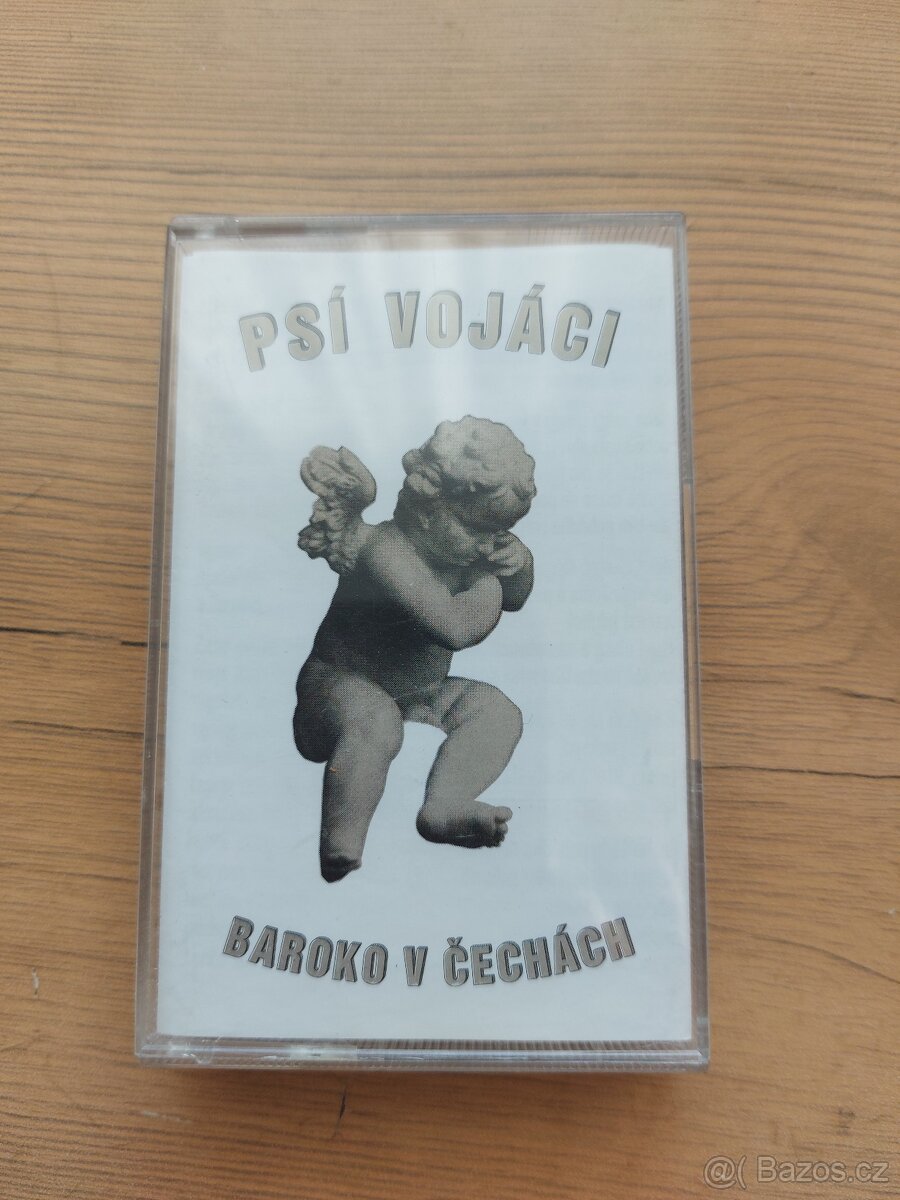 PSÍ VOJÁCI
BAROKO V ČECHÁCH
@( Bazos.cz